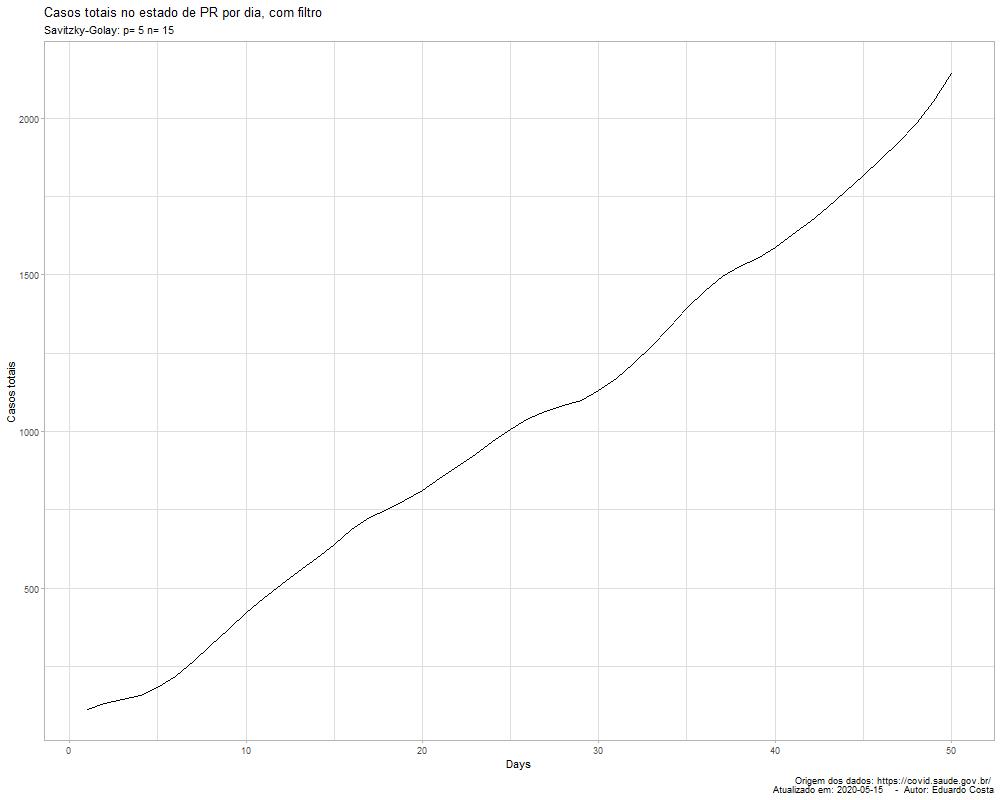 Casos totais no estado de PR por dia, com filtro
Savitzky-Golay: p= 5 n= 15
2000
1500
1000
500
Casos totais
0 10 20 30 40 50
Days
Origem dos dados: https://covid.saude.gov.br/
Atualizado em: 2020-05-15 - Autor: Eduardo Costa